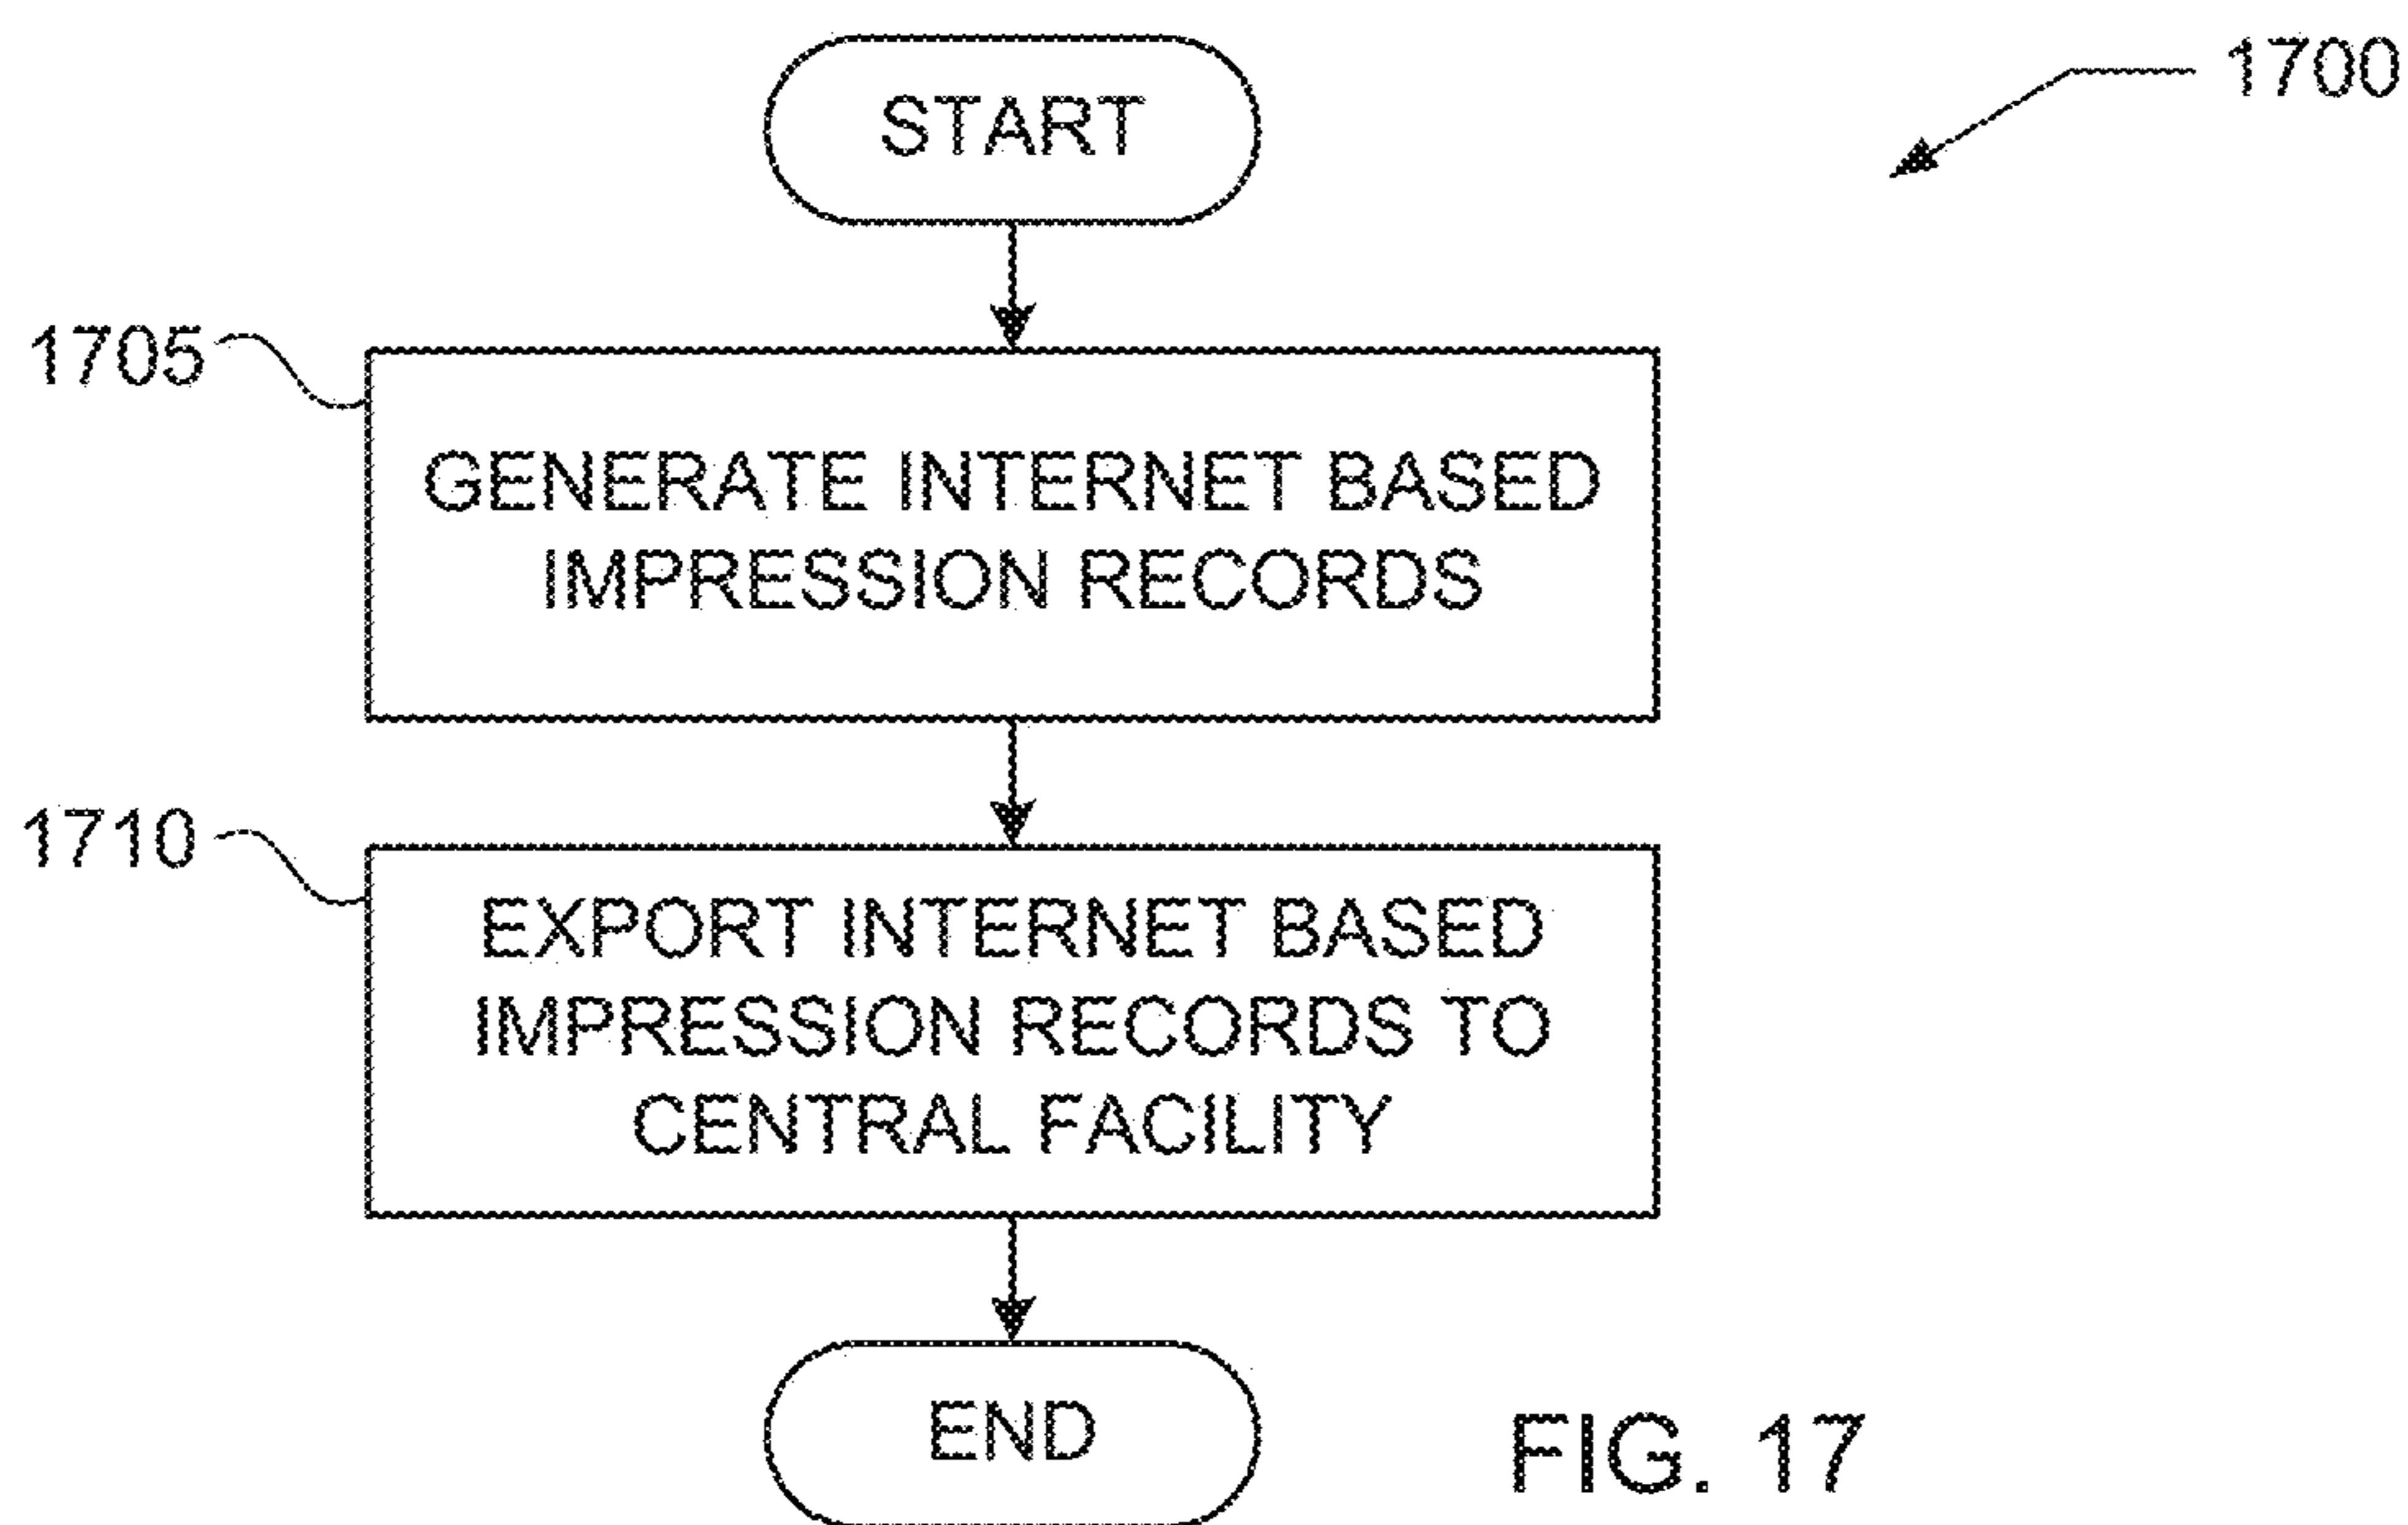 START
1700
1705
GENERATE INTERNET BASED
IMPRESSION RECORDS
1710
EXPORT INTERNET BASED
IMPRESSION RECORDS TO
CENTRAL FACILITY
END
FIG. 17